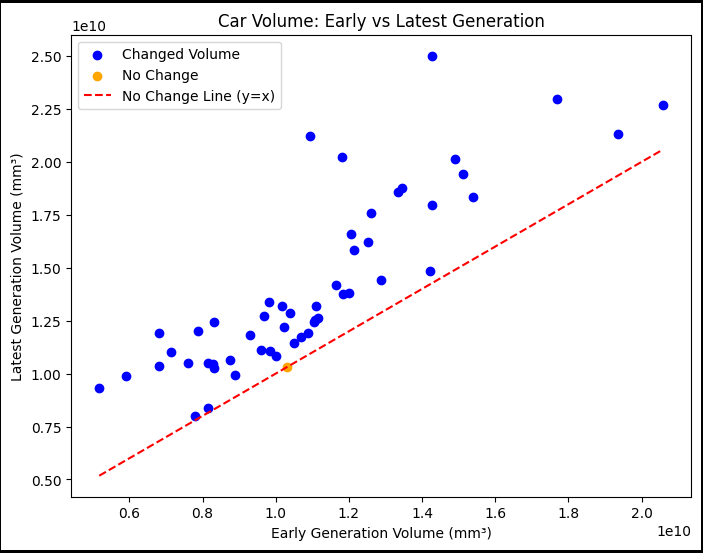 Car Volume: Early vs Latest Generation
1e10
Changed Volume
No Change
No Change Line (y=x)
Latest Generation Volume (mm³)
2.50
2.25
2.00
1.75
1.50
1.25
1.00
0.75
0.50
0.6 0.8 1.0 1.2 1.4 1.6 1.8 2.0
1e10
Early Generation Volume (mm³)